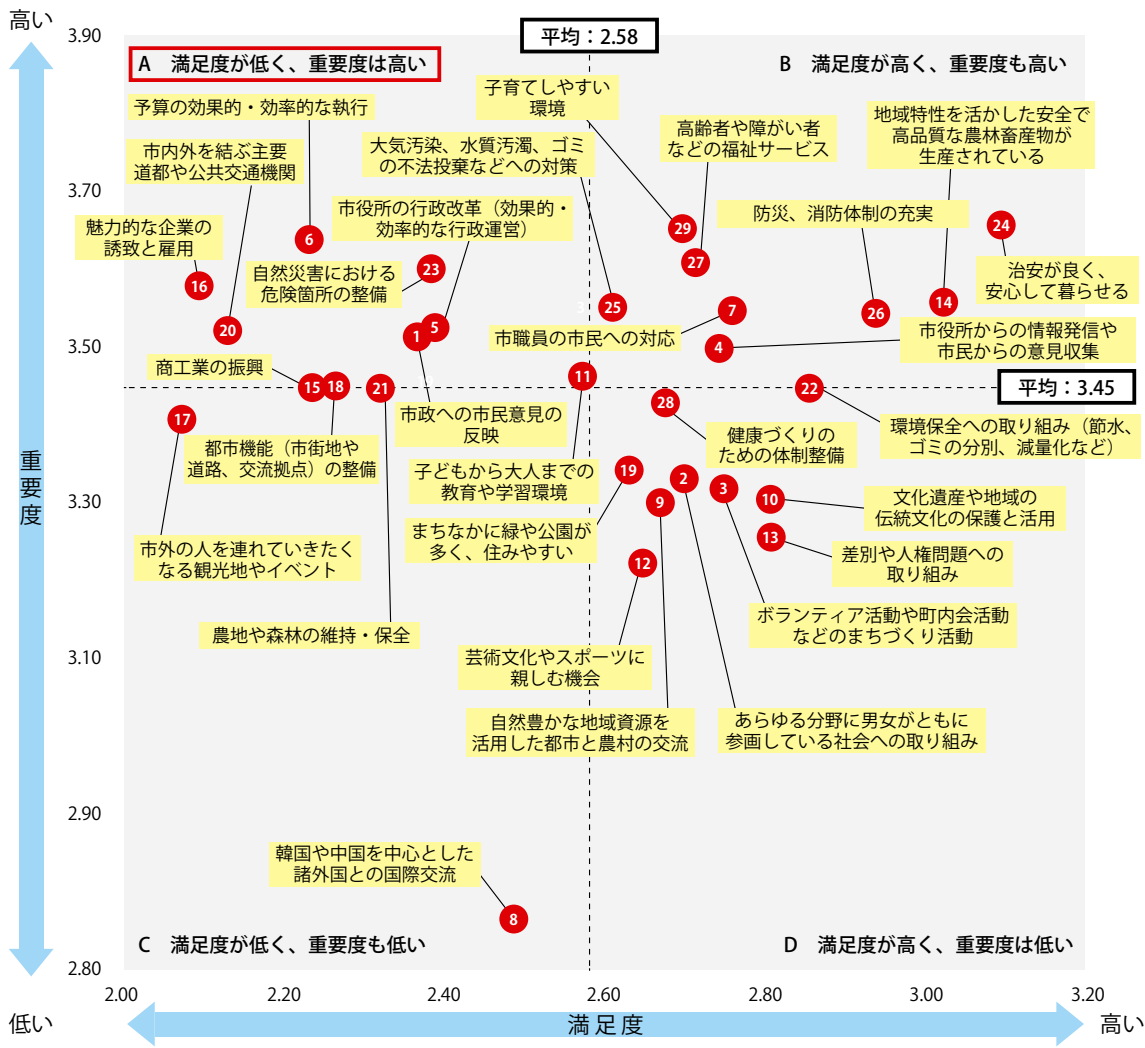 高い
3.90
平均：2.58
A 満足度が低く、重要度は高い
B 満足度が高く、重要度も高い
予算の効果的・効率的な執行
子育てしやすい
環境
地域特性を活かした安全で
高品質な農林畜産物が
生産されている
高齢者や障がい者
などの福祉サービス
市内外を結ぶ主要
道都や公共交通機関
大気汚染、水質汚濁、ゴミ
の不法投棄などへの対策
3.70
市役所の行政改革（効果的・
効率的な行政運営）
防災、消防体制の充実
魅力的な企業の
誘致と雇用
6
29
24
27
23
自然災害における
危険箇所の整備
治安が良く、
安心して暮らせる
16
3
25
7
26
14
20
1
5
市職員の市民への対応
4
市役所からの情報発信や
市民からの意見収集
3.50
商工業の振興
15
18
21
11
22
平均：3.45
17
市政への市民意見の
反映
28
健康づくりの
ための体制整備
環境保全への取り組み（節水、
ゴミの分別、減量化など）
都市機能（市街地や
道路、交流拠点）の整備
重要度
子どもから大人までの
教育や学習環境
19
2
3
10
9
文化遺産や地域の
伝統文化の保護と活用
3.30
まちなかに緑や公園が
多く、住みやすい
13
市外の人を連れていきたく
なる観光地やイベント
12
差別や人権問題への
取り組み
農地や森林の維持・保全
ボランティア活動や町内会活動
などのまちづくり活動
3.10
芸術文化やスポーツに
親しむ機会
自然豊かな地域資源を
活用した都市と農村の交流
あらゆる分野に男女がともに
参画している社会への取り組み
2.90
韓国や中国を中心とした
諸外国との国際交流
8
C 満足度が低く、重要度も低い
D 満足度が高く、重要度は低い
2.80
2.00
2.20
2.40
2.60
2.80
3.00
3.20
低い
満足度
高い